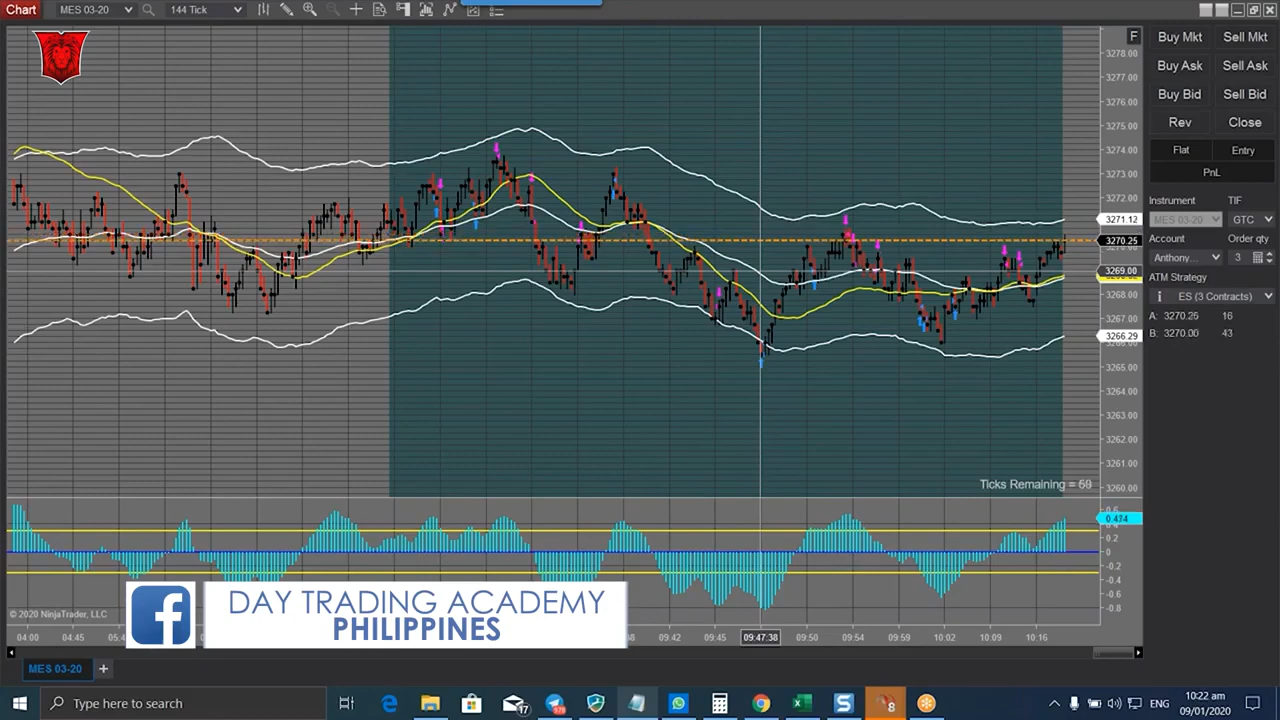 Chart MES 03-20 144 Tick
F
3278.00
3277.00
3276.00
3275.00
3274.00
3273.00
3272.00
3271.12
3270.25
3269.00
3268.00
3267.00
3266.29
3265.00
3264.00
3263.00
3262.00
3261.00
3260.00
Ticks Remaining = 68
0.474
0.2
0
-0.2
-0.4
-0.6
-0.8
© 2020 NinjaTrader, LLC
DAY TRADING ACADEMY
PHILIPPINES
04:00 04:45 09:42 09:45 09:47:38 09:50 09:54 09:59 10:02 10:09 10:16
MES 03-20 +
Buy Mkt Sell Mkt
Buy Ask Sell Ask
Buy Bid Sell Bid
Rev Close
Flat Entry
PnL
Instrument TIF
MES 03-20 GTC
Account Order qty
Anthony... 3
ATM Strategy
ES (3 Contracts)
A: 3270.25 16
B: 3270.00 43
Type here to search
17
8
ENG
10:22 am
09/01/2020